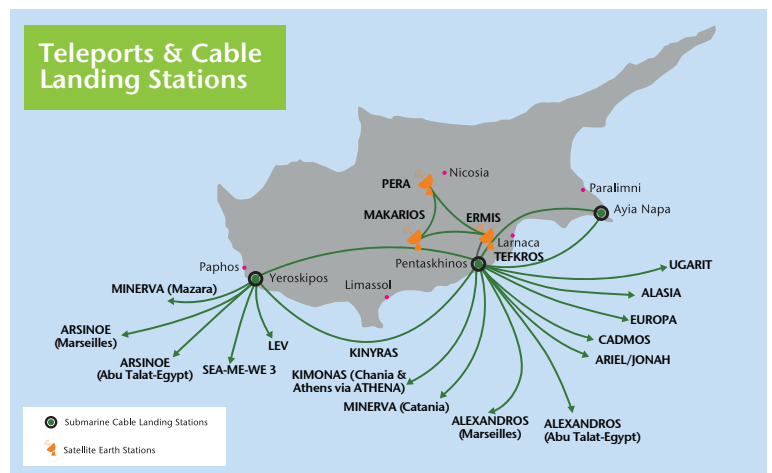 Teleports & Cable
Landing Stations
Nicosia
PERA
Paralimni
MAKARIOS
ERMIS
Ayia Napa
Larnaca
TEFKROS
Pentaskhinos
Paphos
Yeroskipos
Limassol
UGARIT
MINERVA (Mazara)
ALASIA
EUROPA
ARSINOE
(Marseilles)
CADMOS
LEV
KINYRAS
ARIEL/JONAH
ARSINOE
(Abu Talat-Egypt)
SEA-ME-WE 3
KIMONAS (Chania &
Athens via ATHENA)
MINERVA (Catania)
ALEXANDROS
(Marseilles)
ALEXANDROS
(Abu Talat-Egypt)
Submarine Cable Landing Stations
Satellite Earth Stations